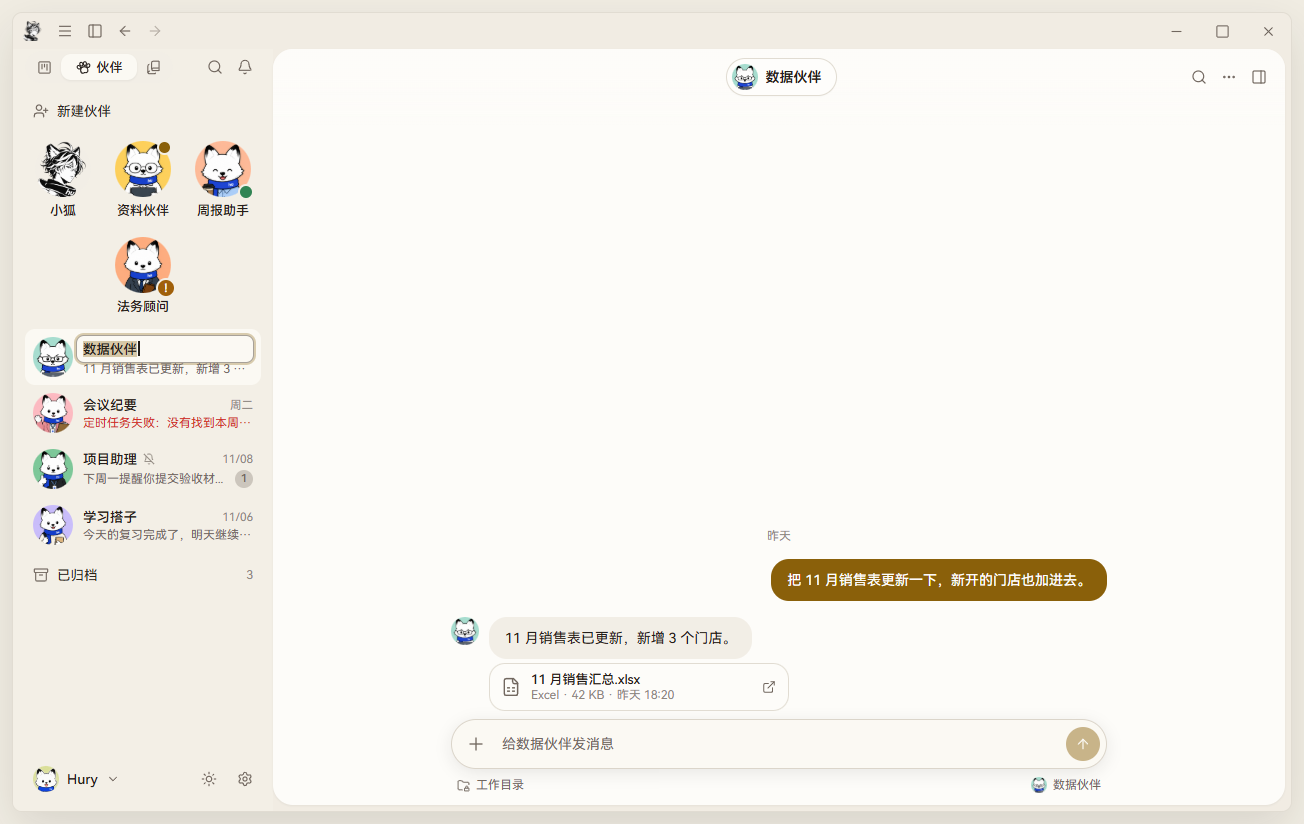 伙伴
新建伙伴
小狐
资料伙伴
周报助手
!
法务顾问
数据伙伴
11 月销售表已更新，新增 3 …
会议纪要
周二
定时任务失败：没有找到本周…
项目助理
11/08
下周一提醒你提交验收材...
1
学习搭子
11/06
今天的复习完成了，明天继续…
已归档
3
Hury
数据伙伴
昨天
把 11 月销售表更新一下，新开的门店也加进去。
11 月销售表已更新，新增 3 个门店。
11 月销售汇总.xlsx
Excel · 42 KB · 昨天 18:20
给数据伙伴发消息
工作目录
数据伙伴